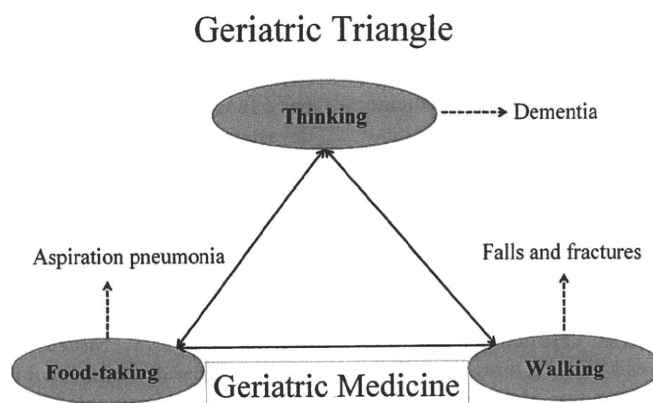 Geriatric Triangle
Thinking
Dementia
Aspiration pneumonia
Falls and fractures
Food-taking
Geriatric Medicine
Walking